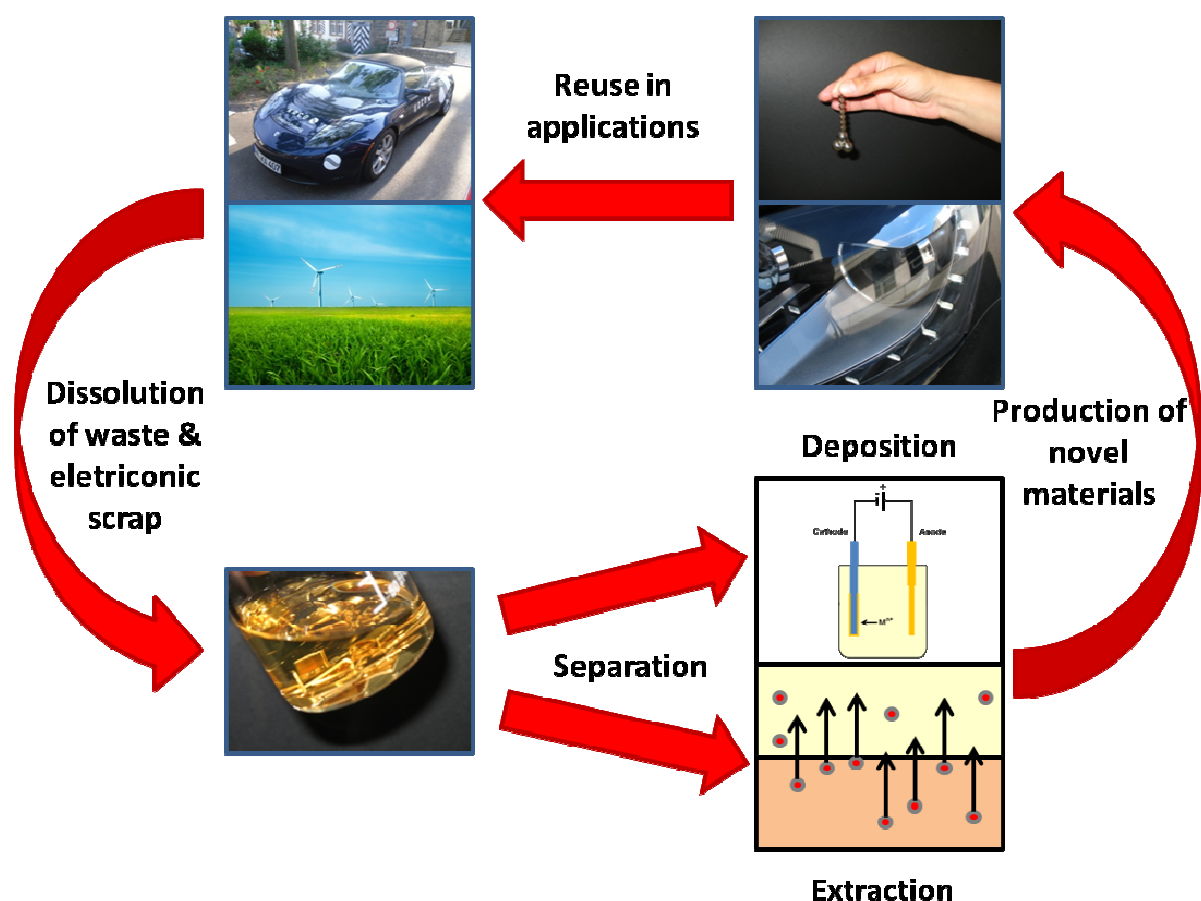 Reuse in
applications
Dissolution
of waste &
eletriconic
scrap
Production of
novel
materials
Deposition
- +
Cathode
Anode
Separation
Extraction